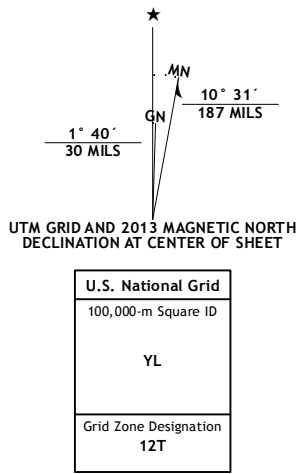 ★
MN
GN
10° 31´
187 MILS
1° 40´
30 MILS
UTM GRID AND 2013 MAGNETIC NORTH
DECLINATION AT CENTER OF SHEET
U.S. National Grid
100,000-m Square ID
YL
Grid Zone Designation
12T